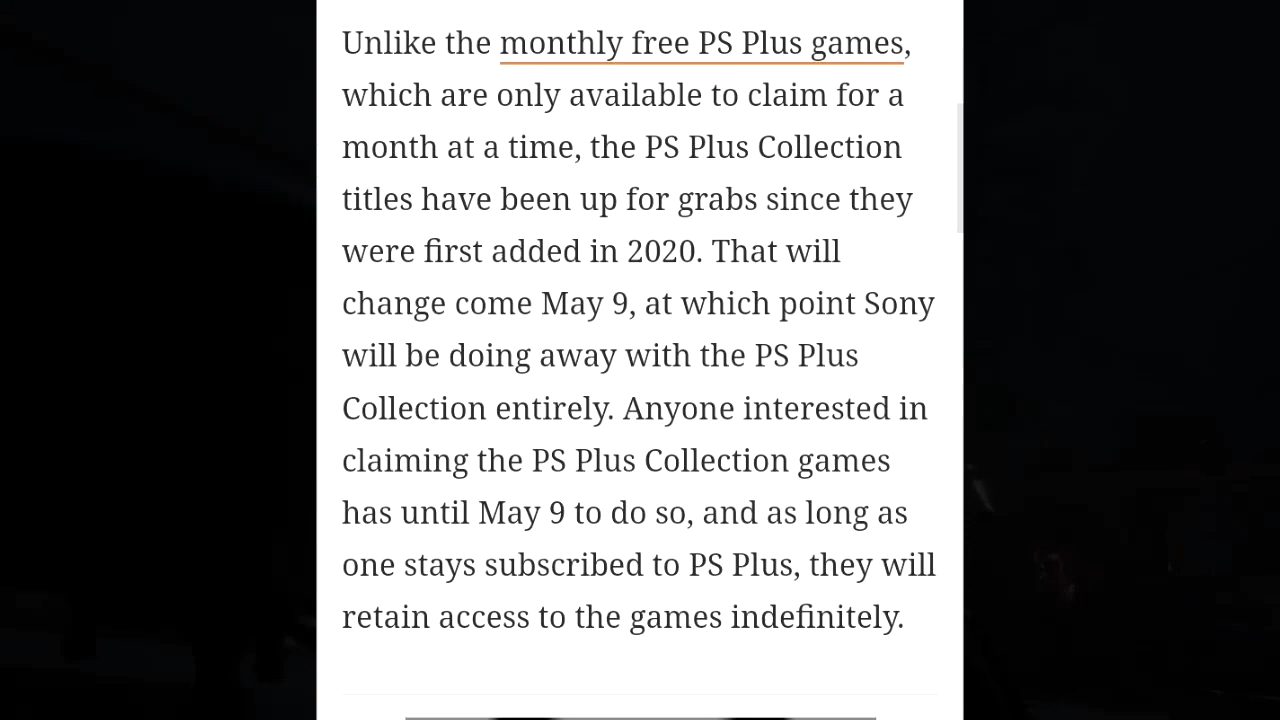 Unlike the monthly free PS Plus games,
which are only available to claim for a
month at a time, the PS Plus Collection
titles have been up for grabs since they
were first added in 2020. That will
change come May 9, at which point Sony
will be doing away with the PS Plus
Collection entirely. Anyone interested in
claiming the PS Plus Collection games
has until May 9 to do so, and as long as
one stays subscribed to PS Plus, they will
retain access to the games indefinitely.